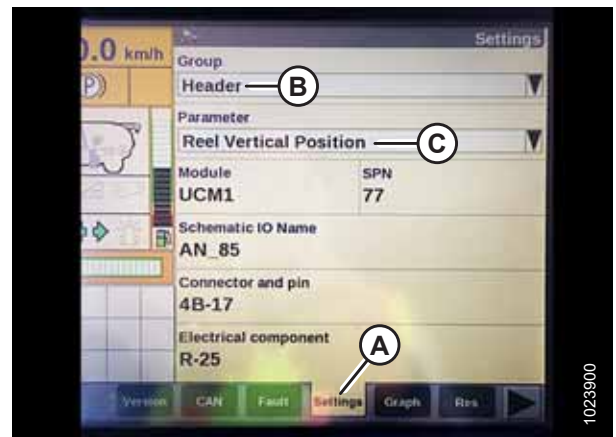 0.0 km/h
Settings
(P)
Group
Header
B
Parameter
Reel Vertical Position
C
Module
SPN
UCM1
77
Schematic IO Name
AN_85
Connector and pin
4B-17
Electrical component
R-25
A
Version
CAN
Fault
Settings
Graph
Res
1023900